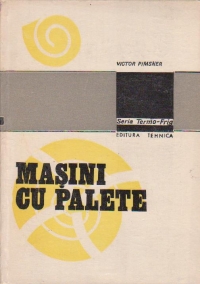 VICTOR PIMSNER
Seria Termo-Frig
EDITURA TEHNICA
MAȘINI
CU PALETE